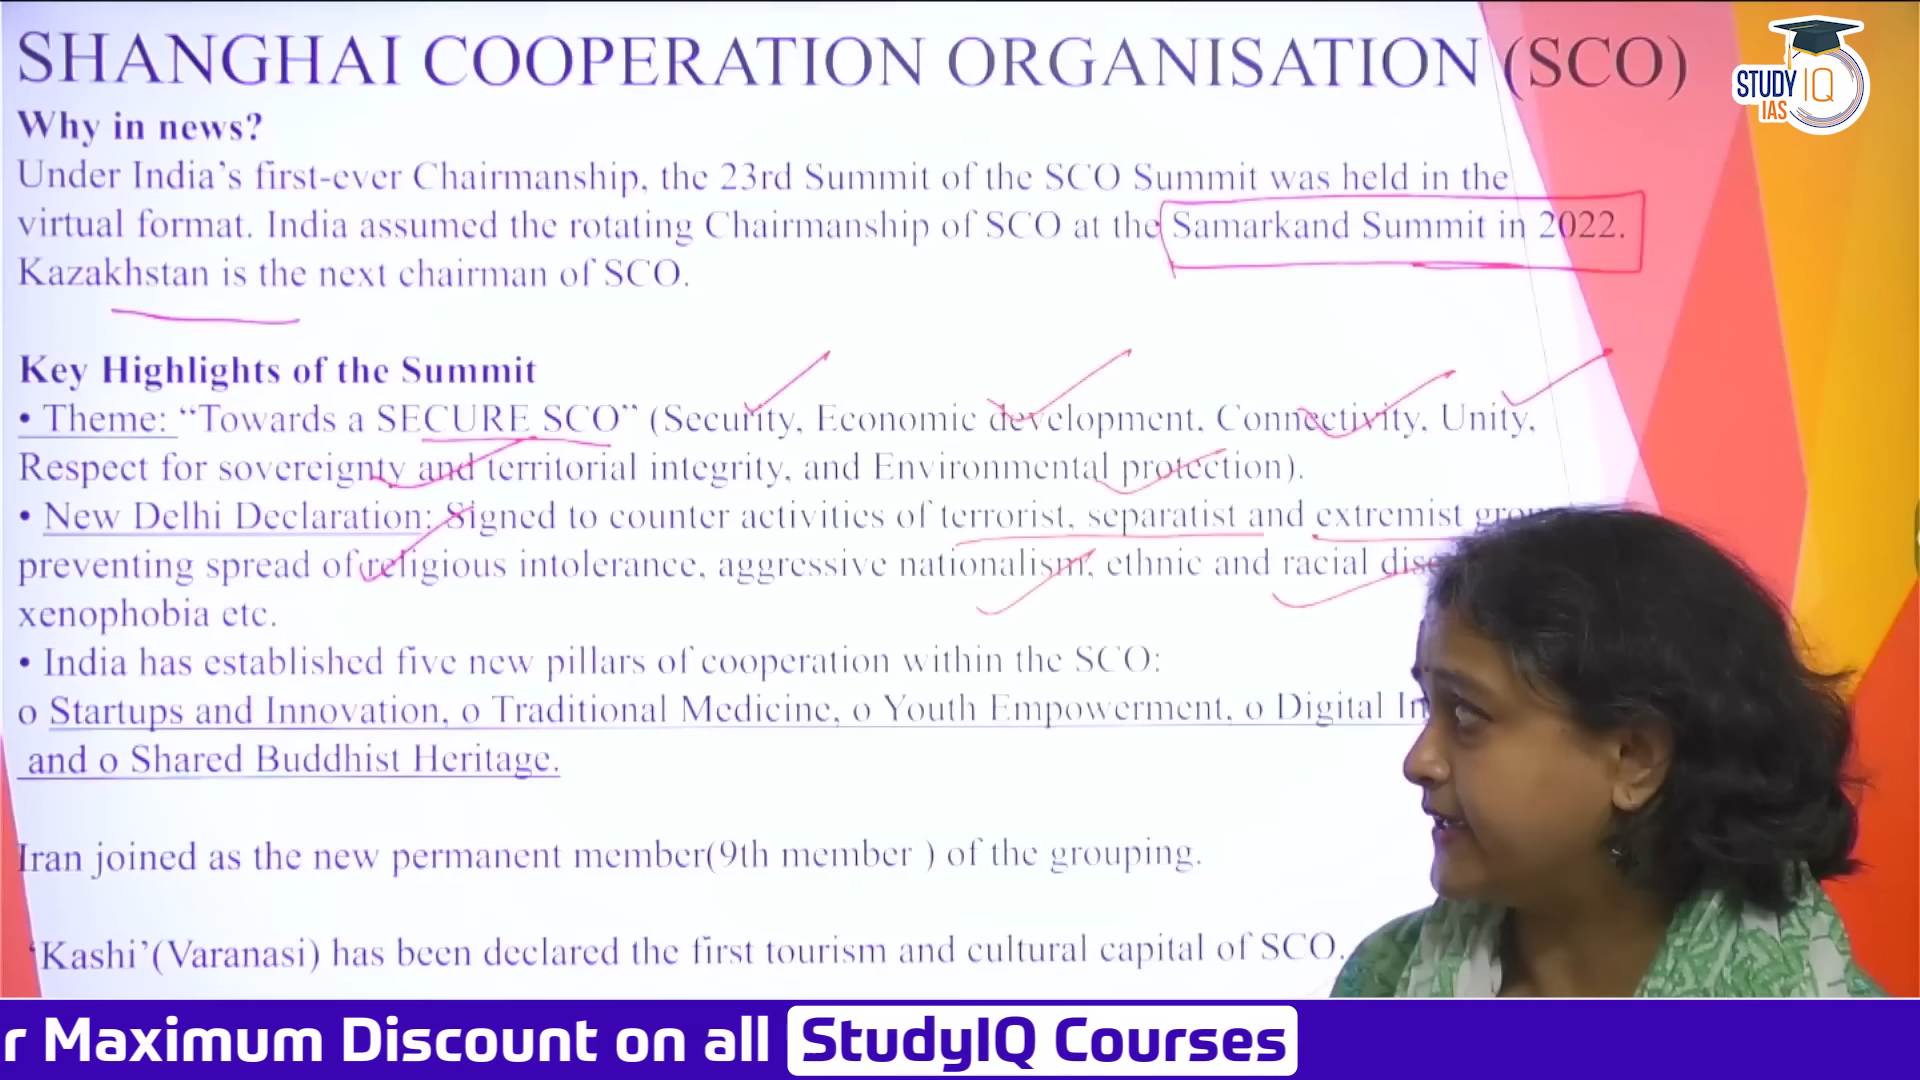 SHANGHAI COOPERATION ORGANISATION (SCO)
STUDY IQ
IAS
Why in news?
Under India's first-ever Chairmanship, the 23rd Summit of the SCO Summit was held in the
virtual format. India assumed the rotating Chairmanship of SCO at the Samarkand Summit in 2022.
Kazakhstan is the next chairman of SCO.
Key Highlights of the Summit
• Theme: “Towards a SECURE SCO” (Security, Economic development, Connectivity, Unity,
Respect for sovereignty and territorial integrity, and Environmental protection).
• New Delhi Declaration: Signed to counter activities of terrorist, separatist and extremist
preventing spread of religious intolerance, aggressive nationalism, ethnic and racial
xenophobia etc.
• India has established five new pillars of cooperation within the SCO:
o Startups and Innovation, o Traditional Medicine, o Youth Empowerment, o Digital
and o Shared Buddhist Heritage.
Iran joined as the new permanent member(9th member ) of the grouping.
‘Kashi’(Varanasi) has been declared the first tourism and cultural capital of SCO.
r Maximum Discount on all StudyIQ Courses